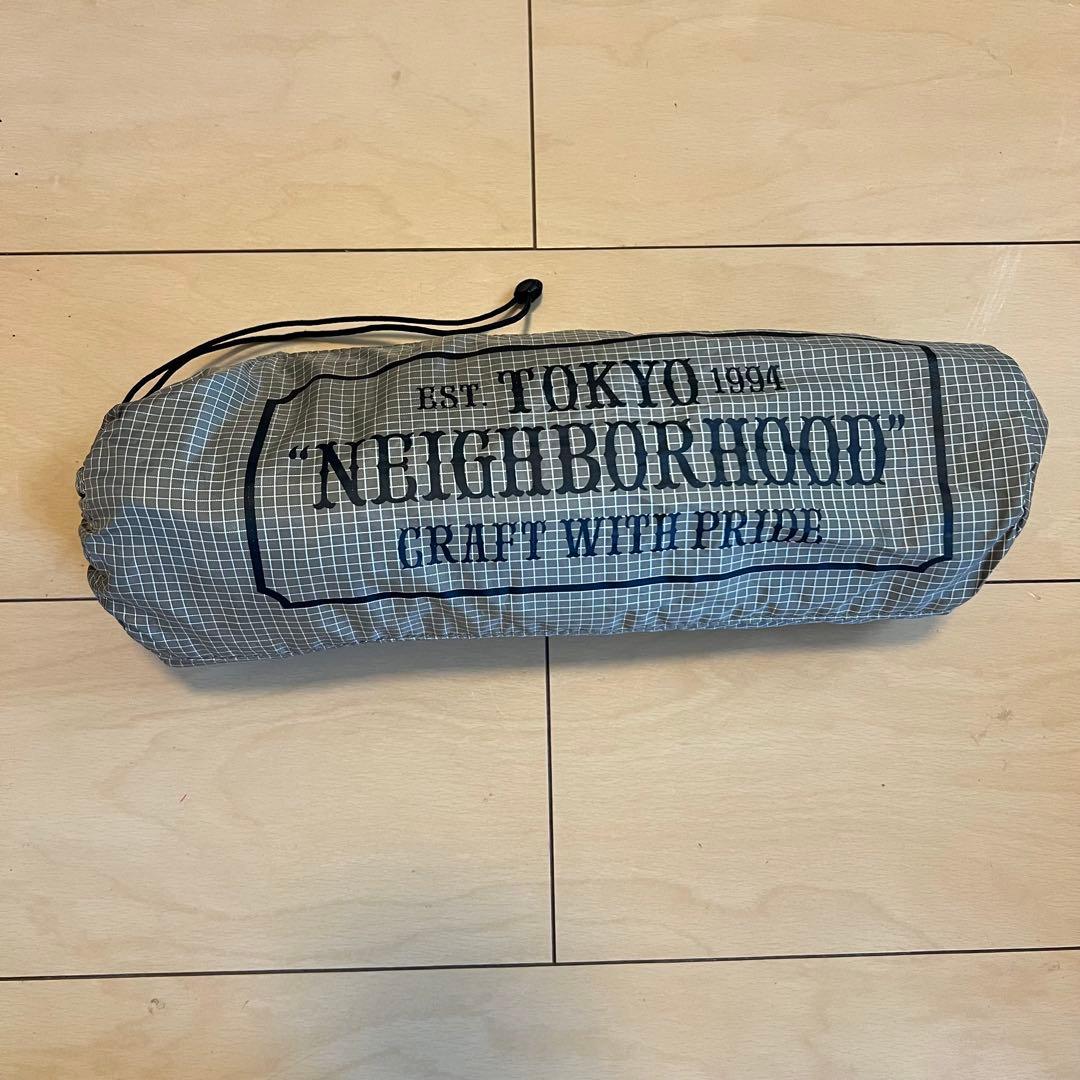 EST. TOKYO 1994
“NEIGHBORHOOD”
CRAFT WITH PRIDE